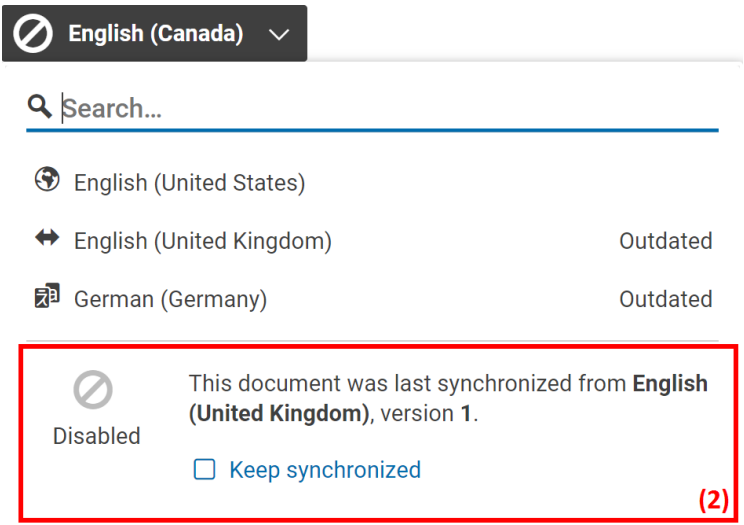 English (Canada)
Search...
English (United States)
English (United Kingdom) Outdated
German (Germany) Outdated
This document was last synchronized from English
(United Kingdom), version 1.
Disabled
Keep synchronized
(2)